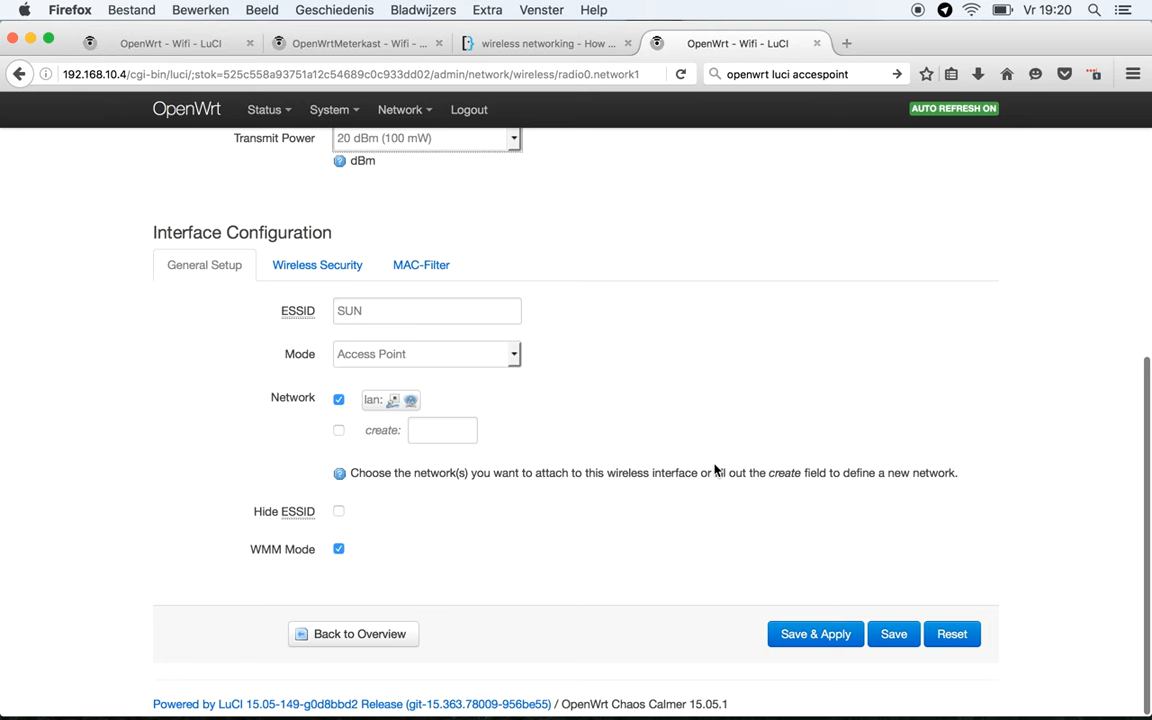 Firefox Bestand Bewerken Beeld Geschiedenis Bladwijzers Extra Venster Help Vr 19:20
OpenWrt - Wifi - LuCI OpenWrtMeterkast - Wifi - ... wireless networking - How ... OpenWrt - Wifi - LuCI
192.168.10.4/cgi-bin/luci/;stok=525c558a93751a12c54689c0c933dd02/admin/network/wireless/radio0.network1 openwrt luci accespoint
OpenWrt Status System Network Logout AUTO REFRESH ON
Transmit Power 20 dBm (100 mW)
dBm
Interface Configuration
General Setup Wireless Security MAC-Filter
ESSID SUN
Mode Access Point
Network lan:
create:
Choose the network(s) you want to attach to this wireless interface or out the create field to define a new network.
Hide ESSID
WMM Mode
Back to Overview Save & Apply Save Reset
Powered by LuCI 15.05-149-g0d8bbd2 Release (git-15.363.78009-956be55) / OpenWrt Chaos Calmer 15.05.1